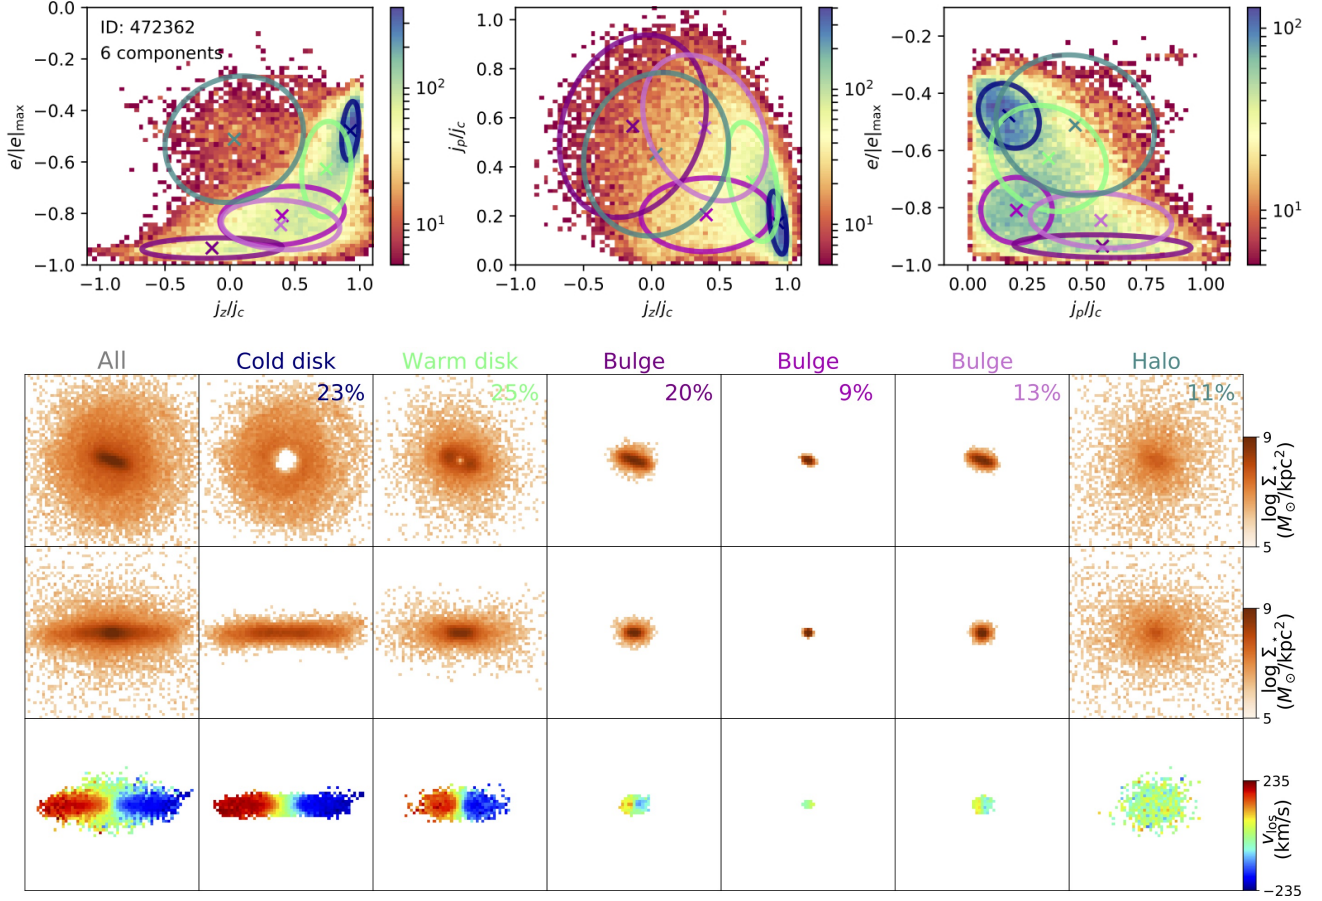 ID: 472362
6 components
0.0
−0.2
−0.4
−0.6
−0.8
−1.0
e/|e|max
−1.0 −0.5 0.0 0.5 1.0
jz/jc
10²
10¹
1.0
0.8
0.6
0.4
0.2
0.0
jp/jc
−1.0 −0.5 0.0 0.5 1.0
jz/jc
10²
10¹
−0.2
−0.4
−0.6
−0.8
−1.0
e/|e|max
0.00 0.25 0.50 0.75 1.00
jp/jc
10²
10¹
All Cold disk Warm disk Bulge Bulge Bulge Halo
23% 25% 20% 9% 13% 11%
9
log Σ⋆
(M⊙/kpc²)
5
9
log Σ⋆
(M⊙/kpc²)
5
235
vlos
(km/s)
−235